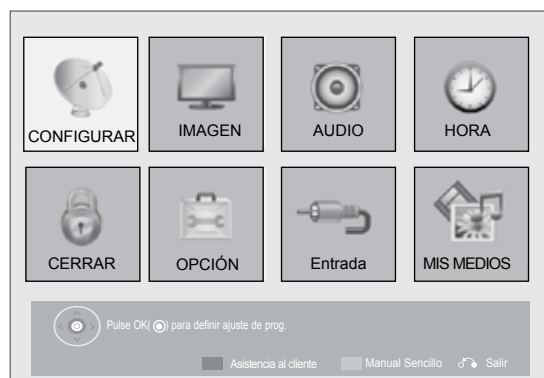 CONFIGURAR IMAGEN AUDIO HORA
CERRAR OPCIÓN Entrada MIS MEDIOS
Pulse OK( ) para definir ajuste de prog.
Asistencia al cliente Manual Sencillo Salir